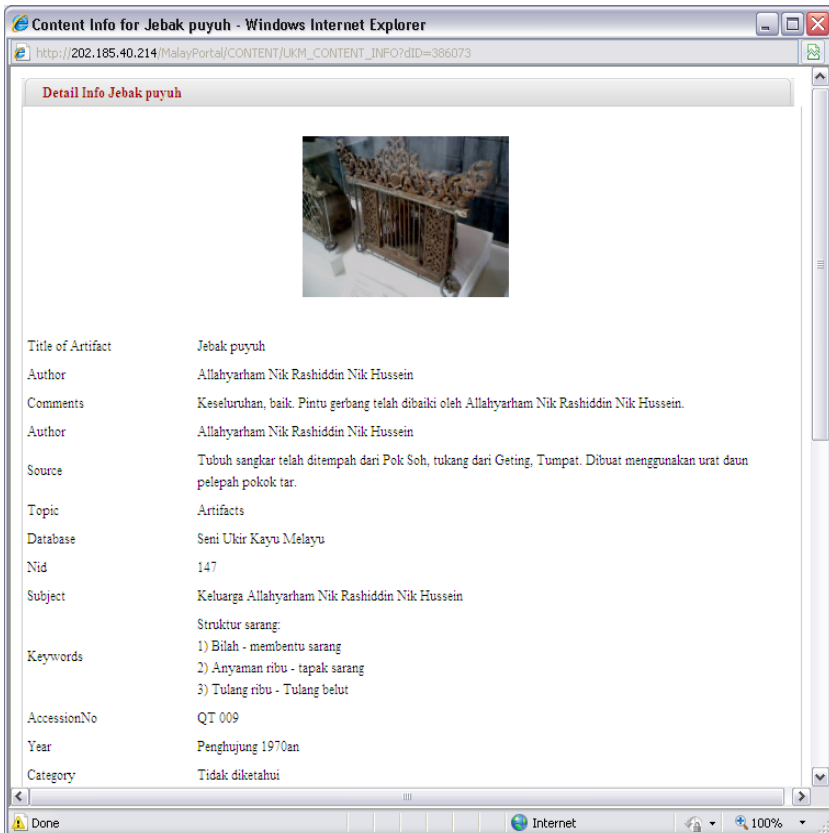 Content Info for Jebak puyuh - Windows Internet Explorer
http://202.185.40.214/MalayPortal/CONTENT/UKM_CONTENT_INFO?dID=386073
Detail Info Jebak puyuh
Title of Artifact Jebak puyuh
Author Allahyarham Nik Rashiddin Nik Hussein
Comments Keseluruhan, baik. Pintu gerbang telah dibaiki oleh Allahyarham Nik Rashiddin Nik Hussein.
Author Allahyarham Nik Rashiddin Nik Hussein
Source Tubuh sangkar telah ditempah dari Pok Soh, tukang dari Geting, Tumpat. Dibuat menggunakan urat daun
pelepah pokok tar.
Topic Artifacts
Database Seni Ukir Kayu Melayu
Nid 147
Subject Keluarga Allahyarham Nik Rashiddin Nik Hussein
Keywords Struktur sarang:
1) Bilah - membentu sarang
2) Anyaman ribu - tapak sarang
3) Tulang ribu - Tulang belut
AccessionNo QT 009
Year Penghujung 1970an
Category Tidak diketahui
Done Internet 100%